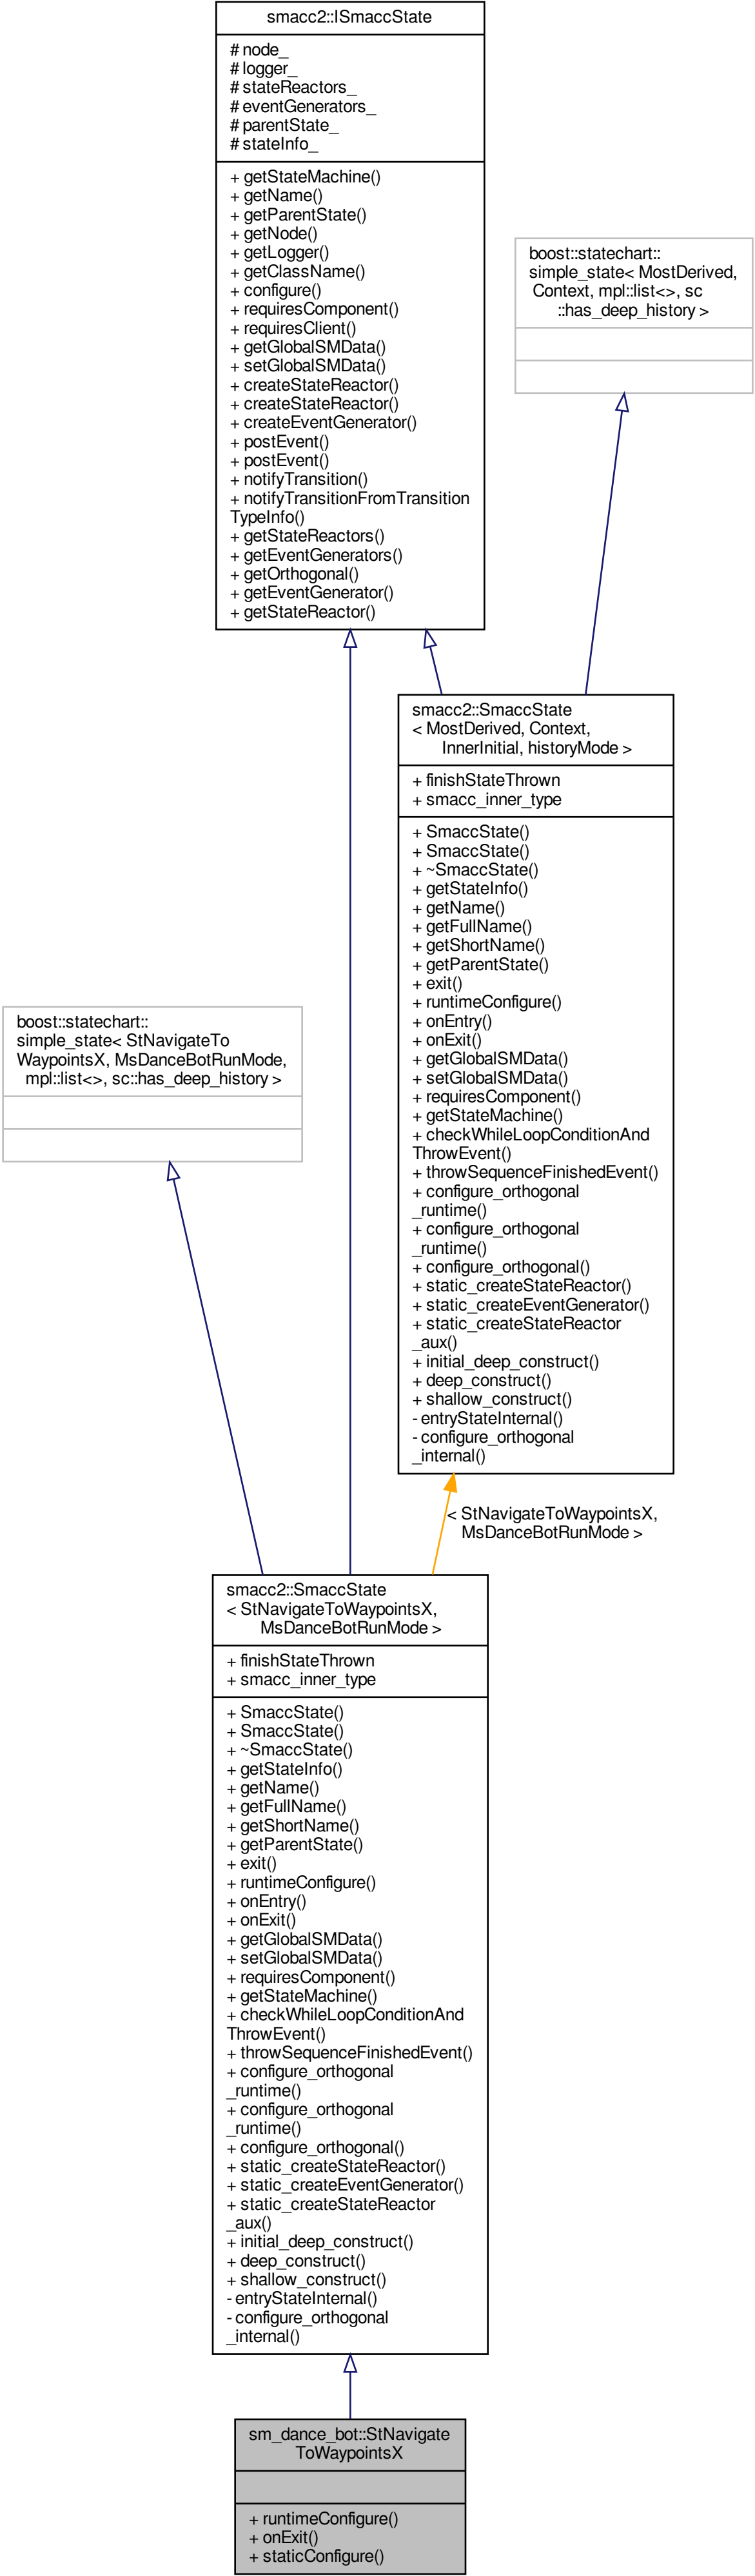 smacc2::ISmaccState
# node_
# logger_
# stateReactors_
# eventGenerators_
# parentState_
# stateInfo_
+ getStateMachine()
+ getName()
+ getParentState()
+ getNode()
+ getLogger()
+ getClassName()
+ configure()
+ requiresComponent()
+ requiresClient()
+ getGlobalSMData()
+ setGlobalSMData()
+ createStateReactor()
+ createStateReactor()
+ createEventGenerator()
+ postEvent()
+ postEvent()
+ notifyTransition()
+ notifyTransitionFromTransition
TypeInfo()
+ getStateReactors()
+ getEventGenerators()
+ getOrthogonal()
+ getEventGenerator()
+ getStateReactor()
boost::statechart::
simple_state< MostDerived,
Context, mpl::list<>, sc
::has_deep_history >
smacc2::SmaccState
< MostDerived, Context,
InnerInitial, historyMode >
+ finishStateThrown
+ smacc_inner_type
+ SmaccState()
+ SmaccState()
+ ~SmaccState()
+ getStateInfo()
+ getName()
+ getFullName()
+ getShortName()
+ getParentState()
+ exit()
+ runtimeConfigure()
+ onEntry()
+ onExit()
+ getGlobalSMData()
+ setGlobalSMData()
+ requiresComponent()
+ getStateMachine()
+ checkWhileLoopConditionAnd
ThrowEvent()
+ throwSequenceFinishedEvent()
+ configure_orthogonal
_runtime()
+ configure_orthogonal
_runtime()
+ configure_orthogonal()
+ static_createStateReactor()
+ static_createEventGenerator()
+ static_createStateReactor
_aux()
+ initial_deep_construct()
+ deep_construct()
+ shallow_construct()
- entryStateInternal()
- configure_orthogonal
_internal()
boost::statechart::
simple_state< StNavigateTo
WaypointsX, MsDanceBotRunMode,
mpl::list<>, sc::has_deep_history >
< StNavigateToWaypointsX,
MsDanceBotRunMode >
smacc2::SmaccState
< StNavigateToWaypointsX,
MsDanceBotRunMode >
+ finishStateThrown
+ smacc_inner_type
+ SmaccState()
+ SmaccState()
+ ~SmaccState()
+ getStateInfo()
+ getName()
+ getFullName()
+ getShortName()
+ getParentState()
+ exit()
+ runtimeConfigure()
+ onEntry()
+ onExit()
+ getGlobalSMData()
+ setGlobalSMData()
+ requiresComponent()
+ getStateMachine()
+ checkWhileLoopConditionAnd
ThrowEvent()
+ throwSequenceFinishedEvent()
+ configure_orthogonal
_runtime()
+ configure_orthogonal
_runtime()
+ configure_orthogonal()
+ static_createStateReactor()
+ static_createEventGenerator()
+ static_createStateReactor
_aux()
+ initial_deep_construct()
+ deep_construct()
+ shallow_construct()
- entryStateInternal()
- configure_orthogonal
_internal()
sm_dance_bot::StNavigate
ToWaypointsX
+ runtimeConfigure()
+ onExit()
+ staticConfigure()